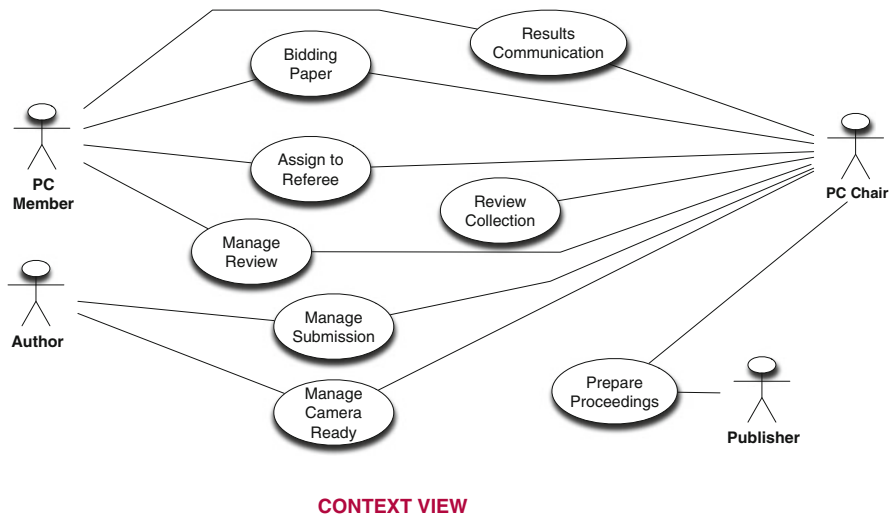 Results
Communication
Bidding
Paper
PC
Member
Assign to
Referee
PC Chair
Review
Collection
Manage
Review
Author
Manage
Submission
Manage
Camera
Ready
Prepare
Proceedings
Publisher
CONTEXT VIEW